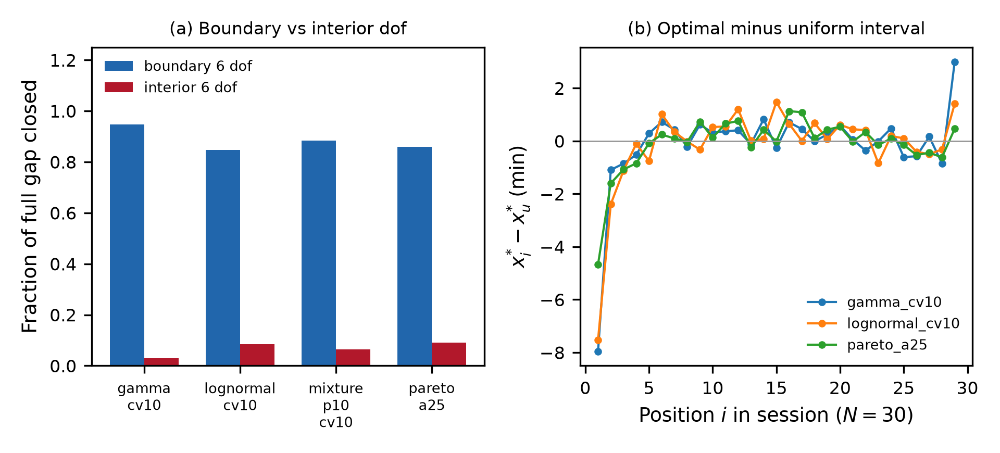 (a) Boundary vs interior dof
Fraction of full gap closed
1.2
1.0
0.8
0.6
0.4
0.2
0.0
boundary 6 dof
interior 6 dof
gamma
cv10
lognormal
cv10
mixture
p10
cv10
pareto
a25
(b) Optimal minus uniform interval
x*i − x*u (min)
2
0
−2
−4
−6
−8
gamma_cv10
lognormal_cv10
pareto_a25
0 5 10 15 20 25 30
Position i in session (N = 30)